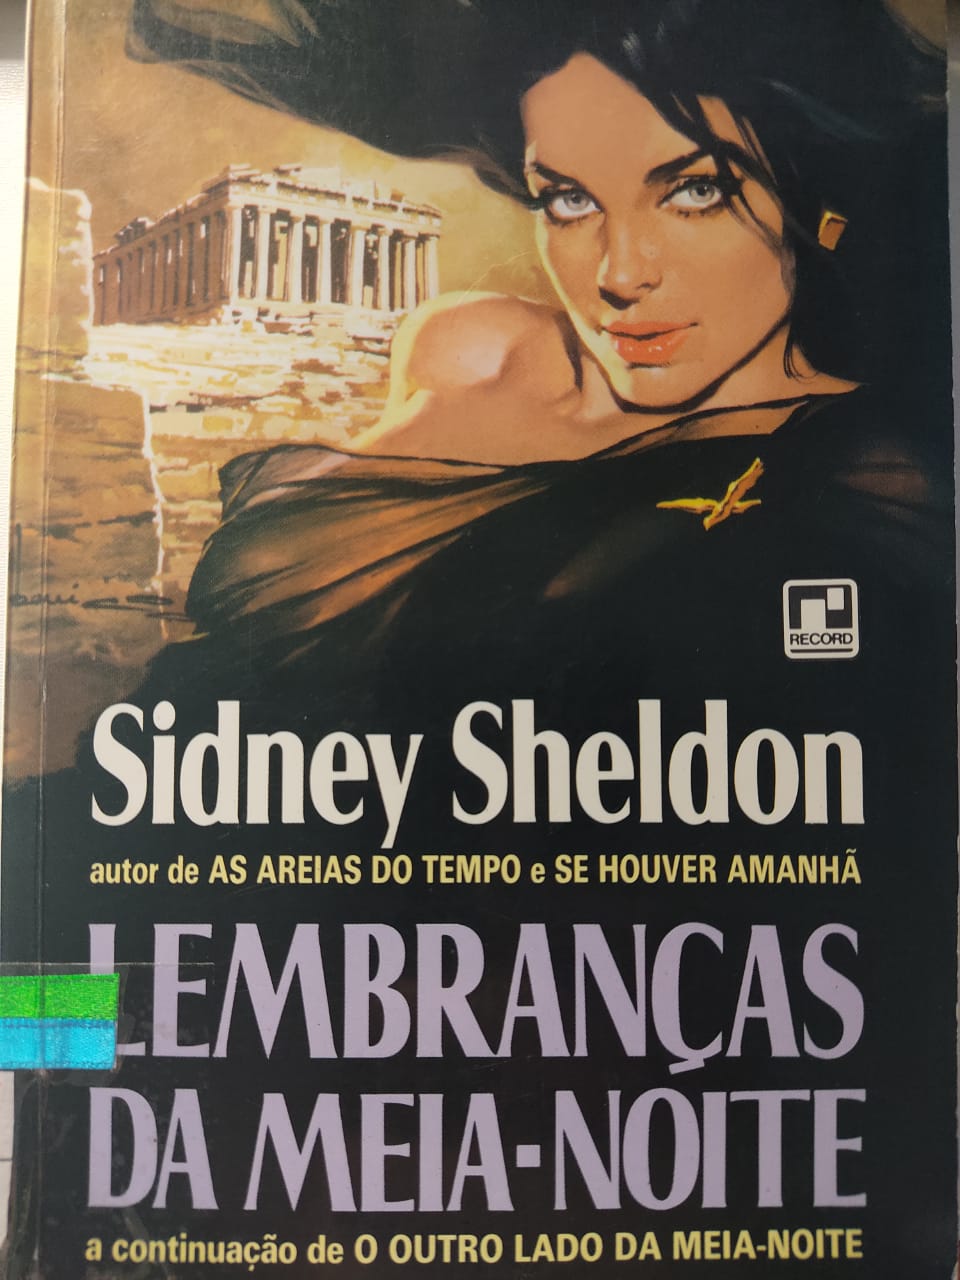 RECORD
Sidney Sheldon
autor de AS AREIAS DO TEMPO e SE HOUVER AMANHÃ
LEMBRANÇAS
DA MEIA-NOITE
a continuação de O OUTRO LADO DA MEIA-NOITE